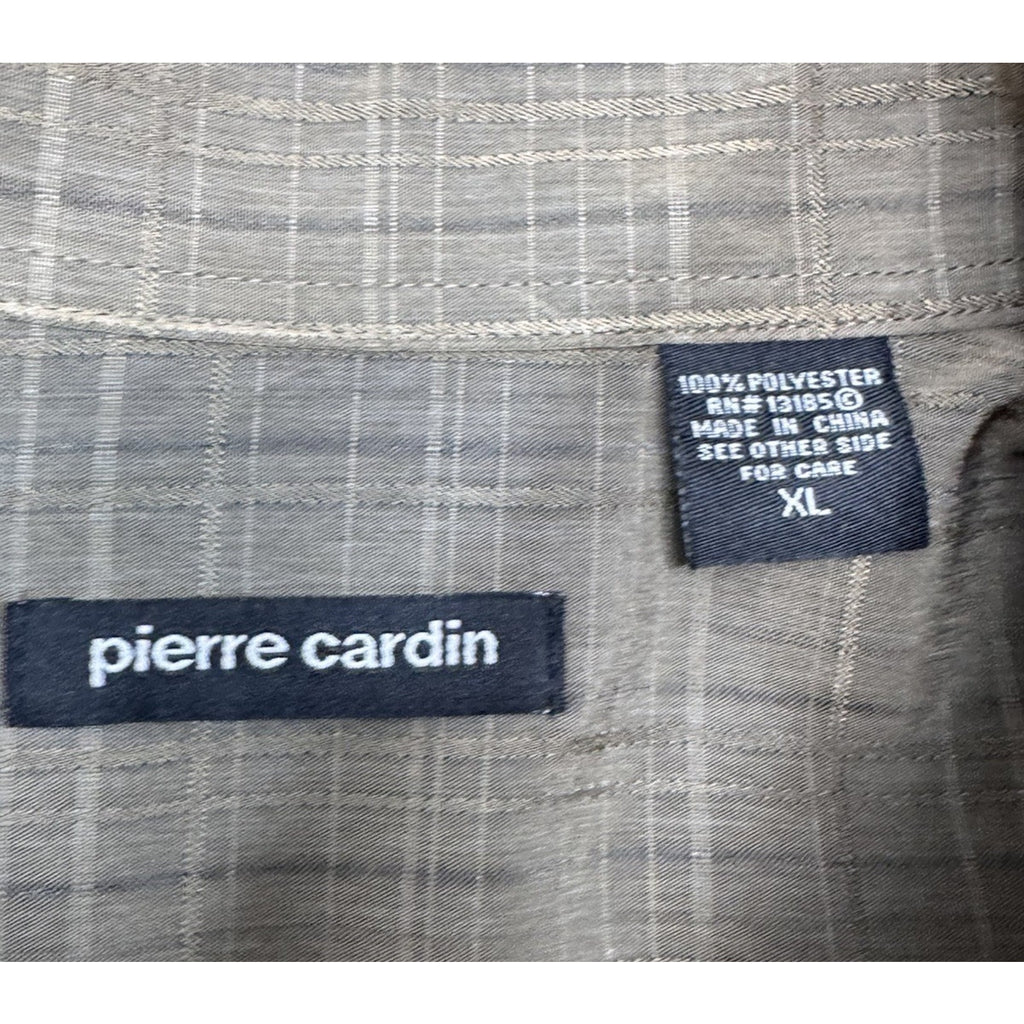 100% POLYESTER
RN# 13185 ©
MADE IN CHINA
SEE OTHER SIDE
FOR CARE
XL
pierre cardin